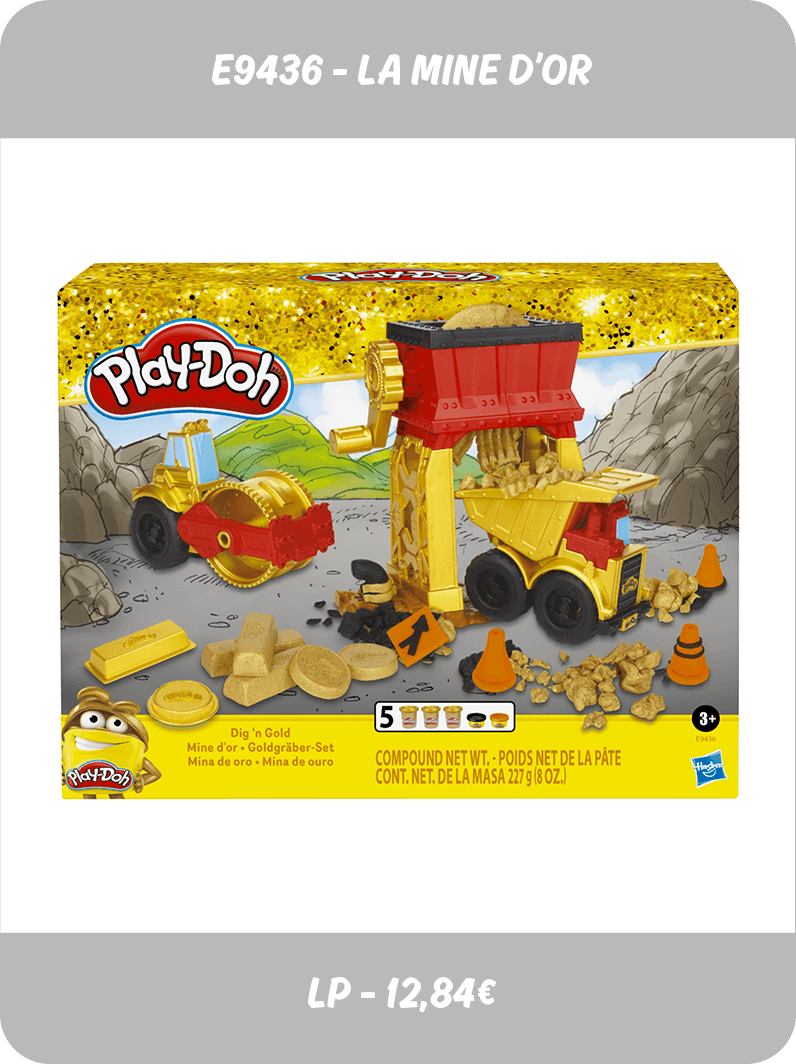 E9436 - LA MINE D'OR
Play-Doh
Play-Doh
5
3+
E9436
Dig 'n Gold
Mine d'or • Goldgräber-Set
Mina de oro • Mina de ouro
COMPOUND NET WT. - POIDS NET DE LA PÂTE
CONT. NET. DE LA MASA 227 g (8 OZ.)
Play-Doh
Hasbro
LP - 12,84€